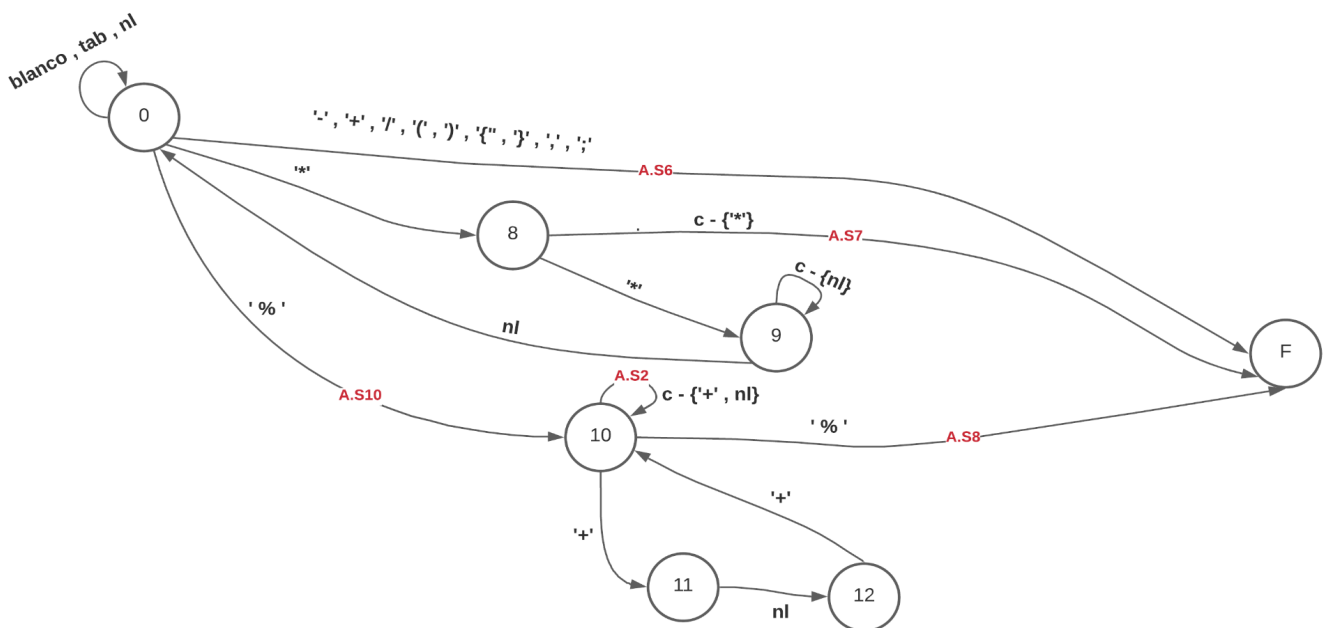 blanco , tab , nl
0
'-' , '+' , '/' , '(' , ')' , '{'' , '}' , ',' , ';'
A.S6
'*'
8
c - {'*'}
A.S7
'*'
c - {nl}
9
' % '
nl
F
A.S2
A.S10
c - {'+' , nl}
10
' % '
A.S8
'+'
'+'
11
12
nl